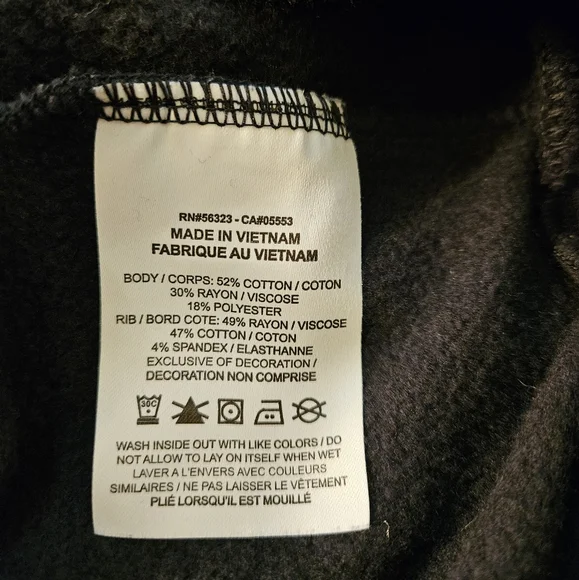 RN#56323 - CA#05553
MADE IN VIETNAM
FABRIQUE AU VIETNAM
BODY / CORPS: 52% COTTON / COTON
30% RAYON / VISCOSE
18% POLYESTER
RIB / BORD COTE: 49% RAYON / VISCOSE
47% COTTON / COTON
4% SPANDEX / ELASTHANNE
EXCLUSIVE OF DECORATION /
DECORATION NON COMPRISE
30C
WASH INSIDE OUT WITH LIKE COLORS / DO
NOT ALLOW TO LAY ON ITSELF WHEN WET
LAVER A L'ENVERS AVEC COULEURS
SIMILAIRES / NE PAS LAISSER LE VÊTEMENT
PLIÉ LORSQU'IL EST MOUILLÉ